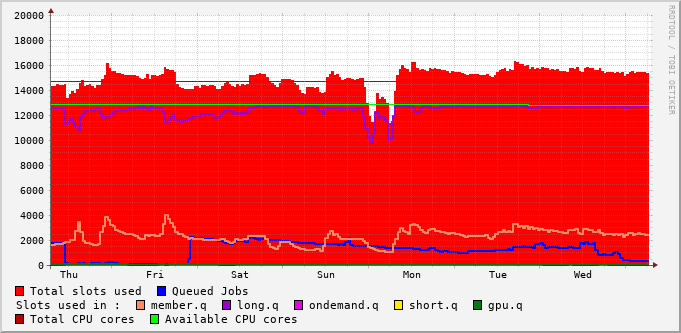 20000
18000
16000
14000
12000
10000
8000
6000
4000
2000
0
Thu Fri Sat Sun Mon Tue Wed
RRDTOOL / TOBI OETIKER
Total slots used Queued Jobs
Slots used in : member.q long.q ondemand.q short.q gpu.q
Total CPU cores Available CPU cores